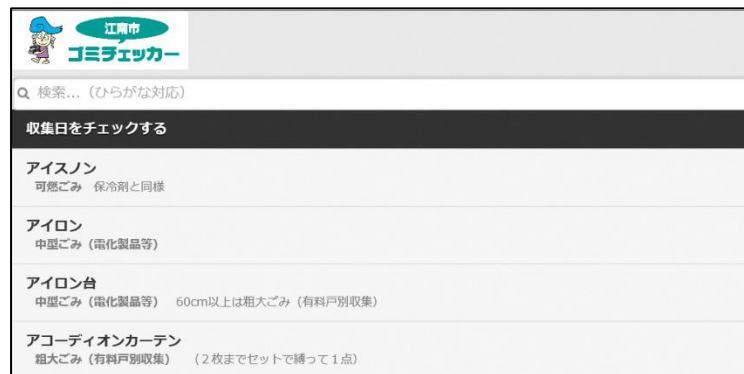 江南市
ゴミチェッカー
検索...（ひらがな対応）
収集日をチェックする
アイスノン
可燃ごみ　保冷剤と同様
アイロン
中型ごみ（電化製品等）
アイロン台
中型ごみ（電化製品等）　60cm以上は粗大ごみ（有料戸別収集）
アコーディオンカーテン
粗大ごみ（有料戸別収集）　（２枚までセットで縛って１点）